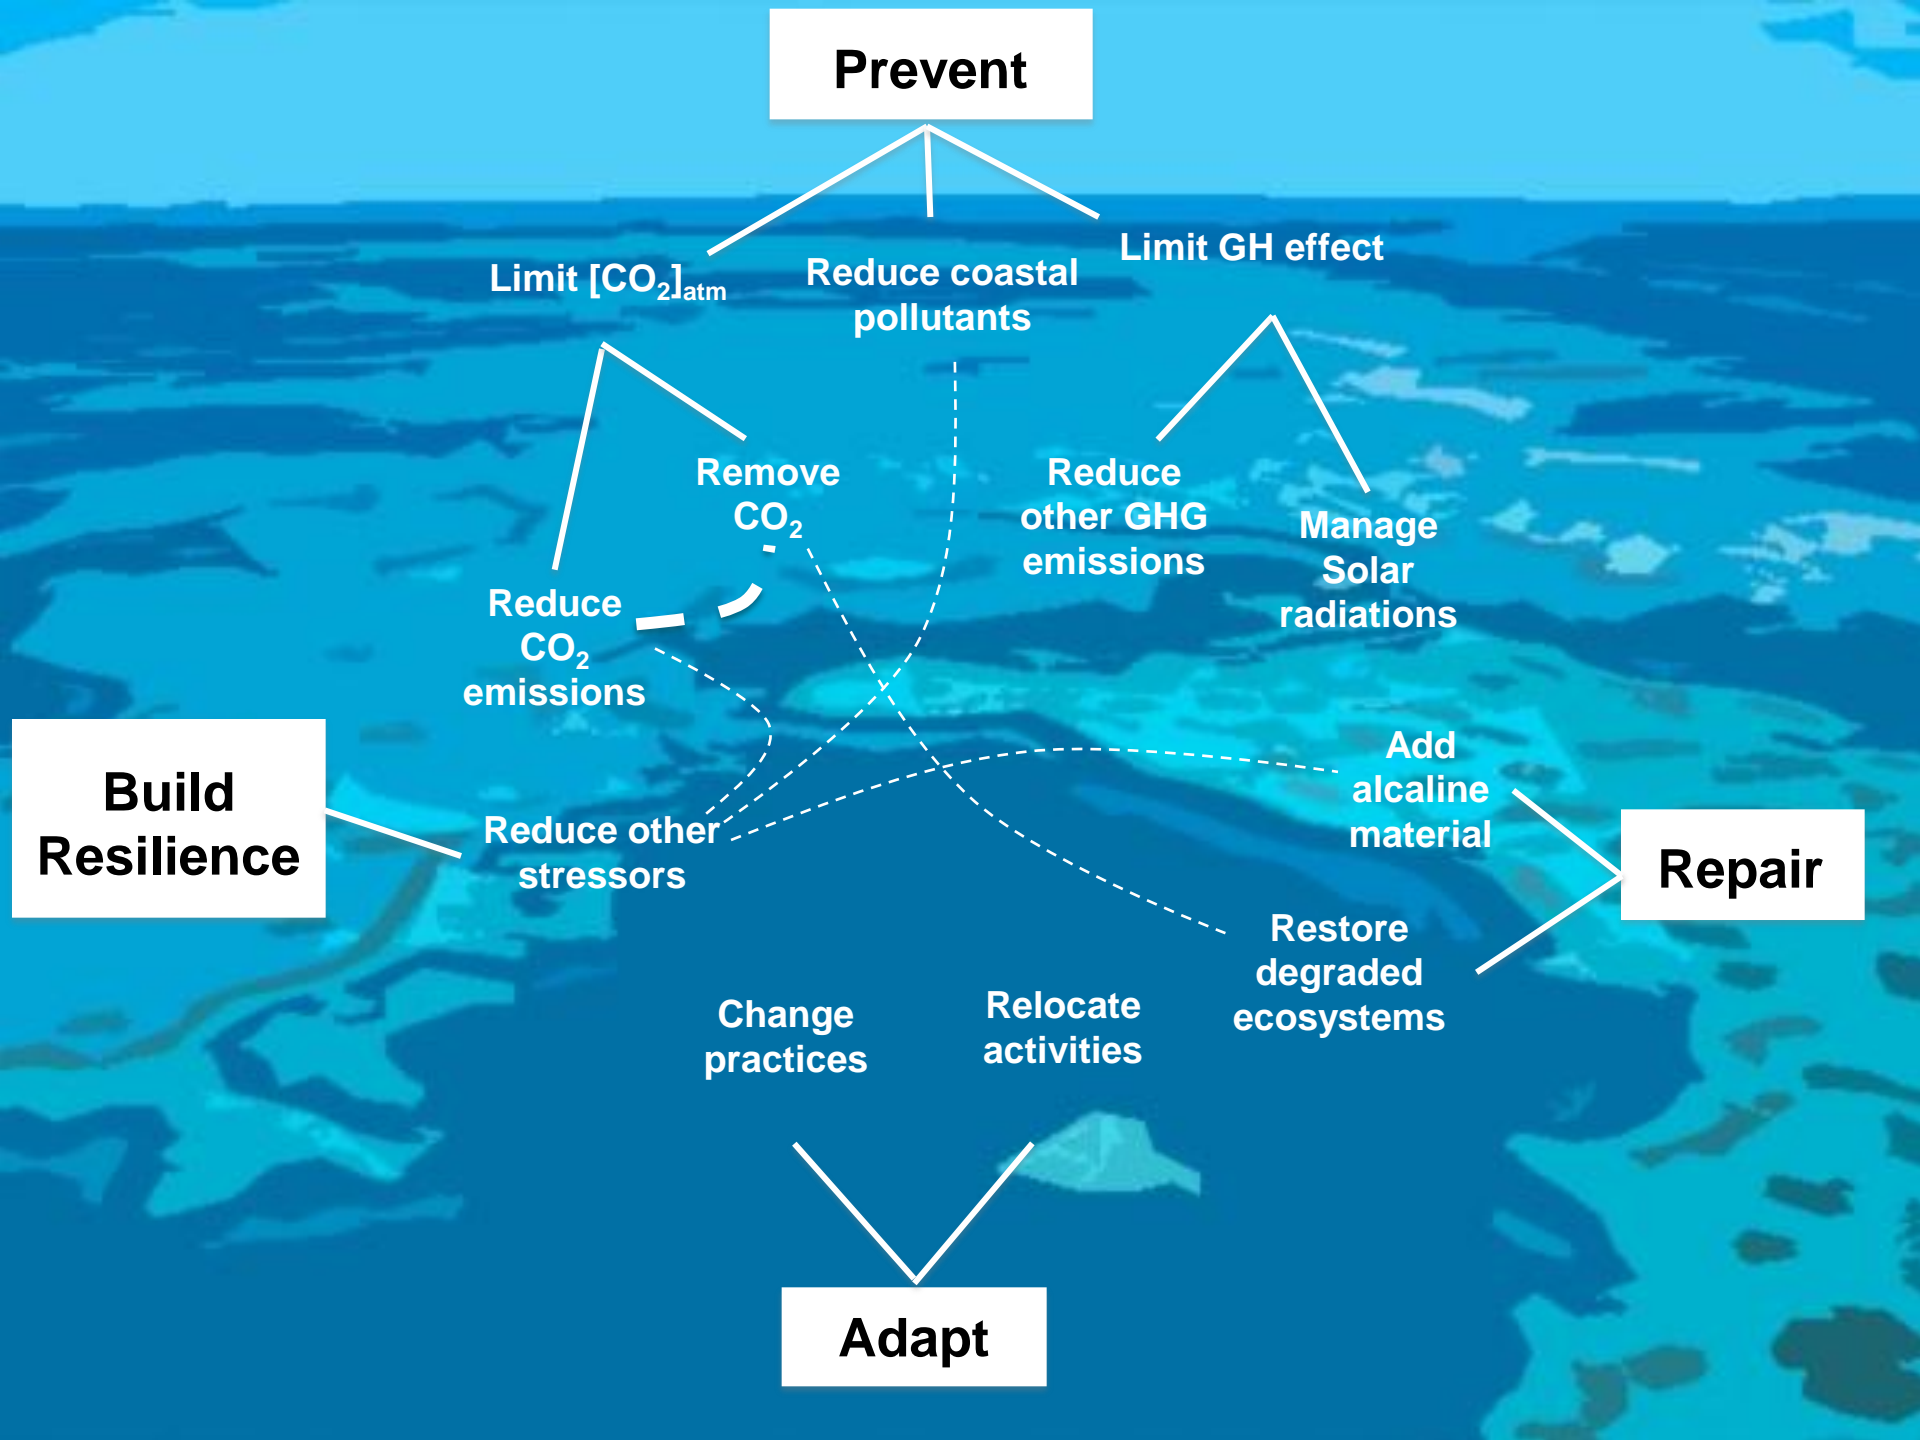 Prevent
Limit [CO₂]atm
Reduce coastal
pollutants
Limit GH effect
Remove
CO₂
Reduce
other GHG
emissions
Manage
Solar
radiations
Reduce
CO₂
emissions
Build
Resilience
Reduce other
stressors
Add
alcaline
material
Repair
Restore
degraded
ecosystems
Change
practices
Relocate
activities
Adapt